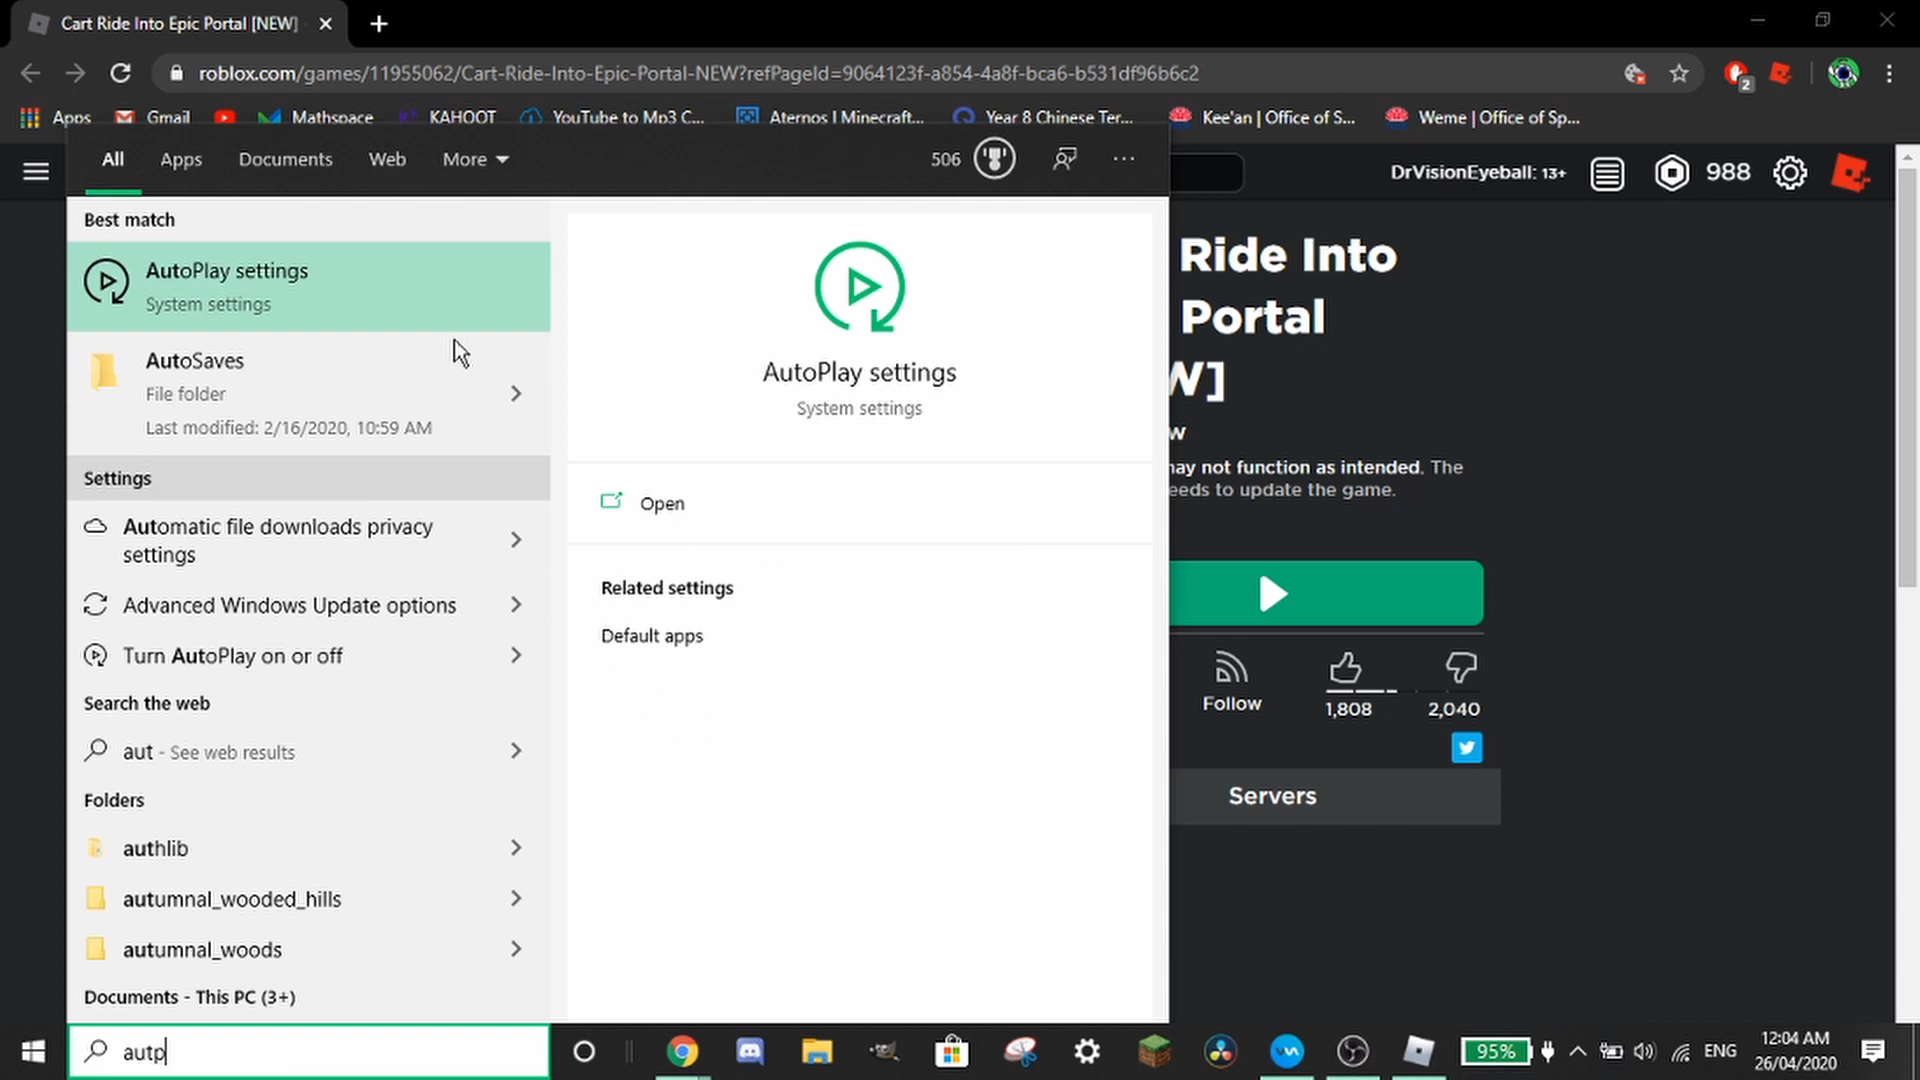 Cart Ride Into Epic Portal [NEW]
roblox.com/games/11955062/Cart-Ride-Into-Epic-Portal-NEW?refPageId=9064123f-a854-4a8f-bca6-b531df96b6c2
2
Apps
Gmail
Mathspace
KAHOOT
YouTube to Mp3 C...
Aternos | Minecraft...
Year 8 Chinese Ter...
Kee'an | Office of S...
Weme | Office of Sp...
All
Apps
Documents
Web
More
506
DrVisionEyeball: 13+
988
Best match
AutoPlay settings
System settings
AutoSaves
File folder
Last modified: 2/16/2020, 10:59 AM
Settings
Automatic file downloads privacy
settings
Advanced Windows Update options
Turn AutoPlay on or off
Search the web
aut - See web results
Folders
authlib
autumnal_wooded_hills
autumnal_woods
Documents - This PC (3+)
AutoPlay settings
System settings
Open
Related settings
Default apps
Ride Into
Portal
W]
w
may not function as intended. The
eeds to update the game.
Follow
1,808
2,040
Servers
autp
95%
ENG
12:04 AM
26/04/2020